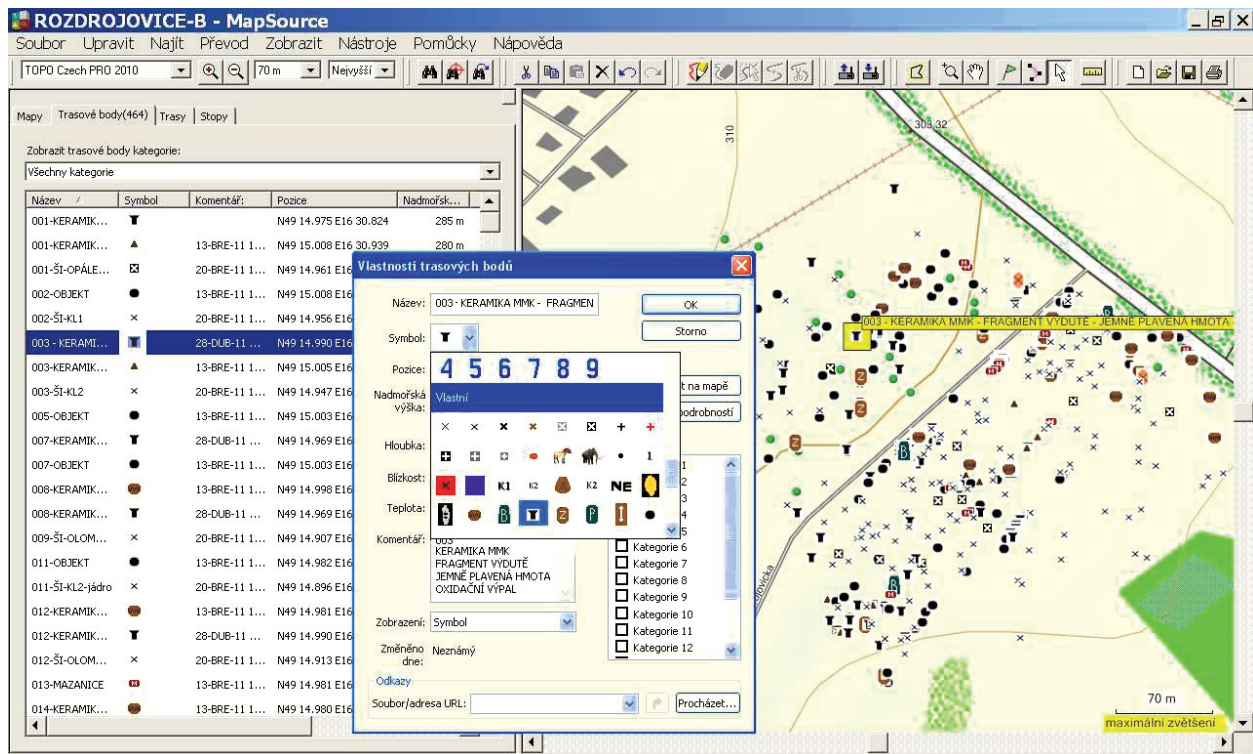 ROZDROJOVICE-B - MapSource
Soubor Upravit Najít Převod Zobrazit Nástroje Pomůcky Nápověda
TOPO Czech PRO 2010 70 m Nejvyšší
Mapy Trasové body(464) Trasy Stopy
Zobrazit trasové body kategorie:
Všechny kategorie
Název Symbol Komentář: Pozice Nadmořsk...
001-KERAMIK... N49 14.975 E16 30.824 285 m
001-KERAMIK... 13-BRE-11 1... N49 15.008 E16 30.939 280 m
001-ŠI-OPÁLE... 20-BRE-11 1... N49 14.961 E16
002-OBJEKT 13-BRE-11 1... N49 15.008 E16
002-ŠI-KL1 20-BRE-11 1... N49 14.956 E16
003 - KERAMI... 28-DUB-11 ... N49 14.990 E16
003-KERAMIK... 13-BRE-11 1... N49 15.005 E16
003-ŠI-KL2 20-BRE-11 1... N49 14.947 E16
005-OBJEKT 13-BRE-11 1... N49 15.003 E16
007-KERAMIK... 28-DUB-11 ... N49 14.969 E16
007-OBJEKT 13-BRE-11 1... N49 15.003 E16
008-KERAMIK... 13-BRE-11 1... N49 14.998 E16
008-KERAMIK... 28-DUB-11 ... N49 14.969 E16
009-ŠI-OLOM... 20-BRE-11 1... N49 14.907 E16
011-OBJEKT 13-BRE-11 1... N49 14.982 E16
011-ŠI-KL2-jádro 20-BRE-11 1... N49 14.896 E16
012-KERAMIK... 13-BRE-11 1... N49 14.981 E16
012-KERAMIK... 28-DUB-11 ... N49 14.990 E16
012-ŠI-OLOM... 20-BRE-11 1... N49 14.913 E16
013-MAZANICE 13-BRE-11 1... N49 14.981 E16
014-KERAMIK... 13-BRE-11 1... N49 14.980 E16
Vlastnosti trasových bodů
Název: 003 - KERAMIKA MMK - FRAGMEN OK
Symbol: T Storno
Pozice: 4 5 6 7 8 9
Nadmořská výška: Vlastní
t na mapě
podrobností
Hloubka:
1
Blízkost: K1 K2 K2 NE
Teplota: B T Z P
1
2
3
4
5
Komentář: 003
KERAMIKA MMK
FRAGMENT VÝDUTĚ
JEMNĚ PLAVENÁ HMOTA
OXIDAČNÍ VÝPAL
Kategorie 6
Kategorie 7
Kategorie 8
Kategorie 9
Kategorie 10
Kategorie 11
Kategorie 12
Zobrazení: Symbol
Změněno dne: Neznámý
Odkazy
Soubor/adresa URL: Procházet...
310
303,32
003 - KERAMIKA MMK - FRAGMENT VÝDUTĚ - JEMNĚ PLAVENÁ HMOTA
70 m
maximální zvětšení